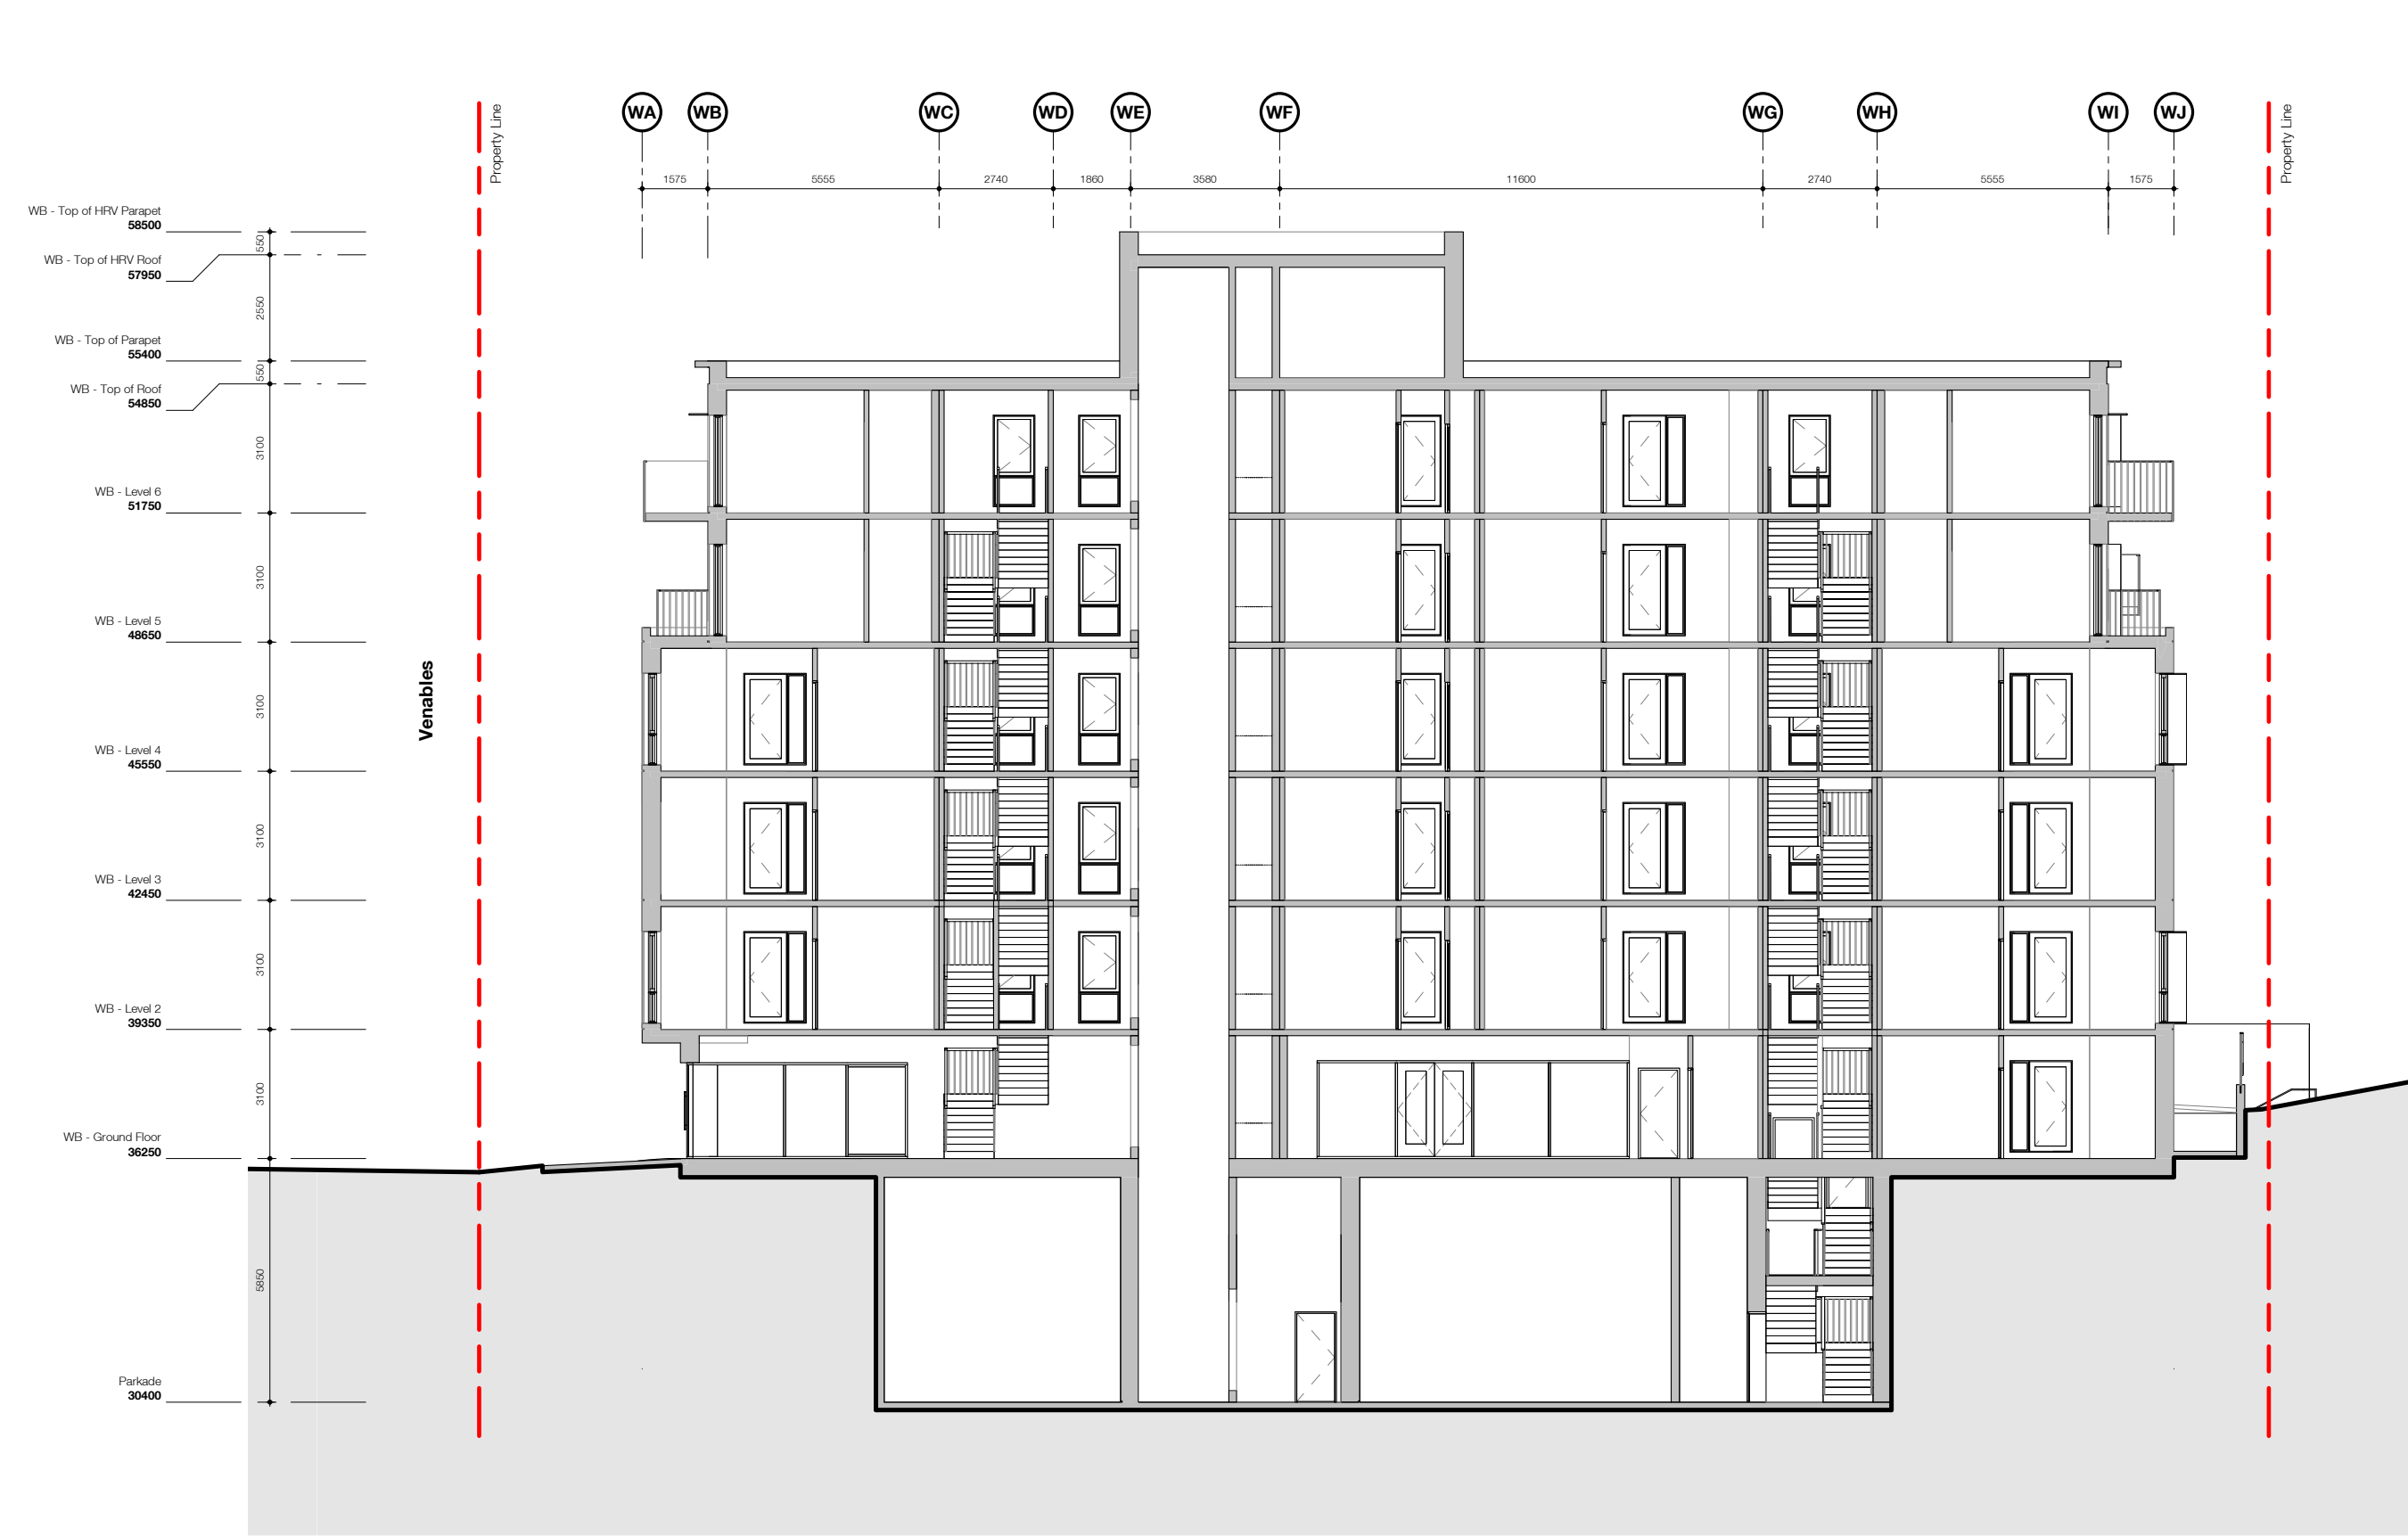 WA WB WC WD WE WF WG WH WI WJ
Property Line
Property Line
1575 5555 2740 1860 3580 11600 2740 5555 1575
WB - Top of HRV Parapet
58500
550
WB - Top of HRV Roof
57950
2550
WB - Top of Parapet
55400
550
WB - Top of Roof
54850
3100
WB - Level 6
51750
3100
WB - Level 5
48650
Venables
3100
WB - Level 4
45550
3100
WB - Level 3
42450
3100
WB - Level 2
39350
3100
WB - Ground Floor
36250
5850
Parkade
30400